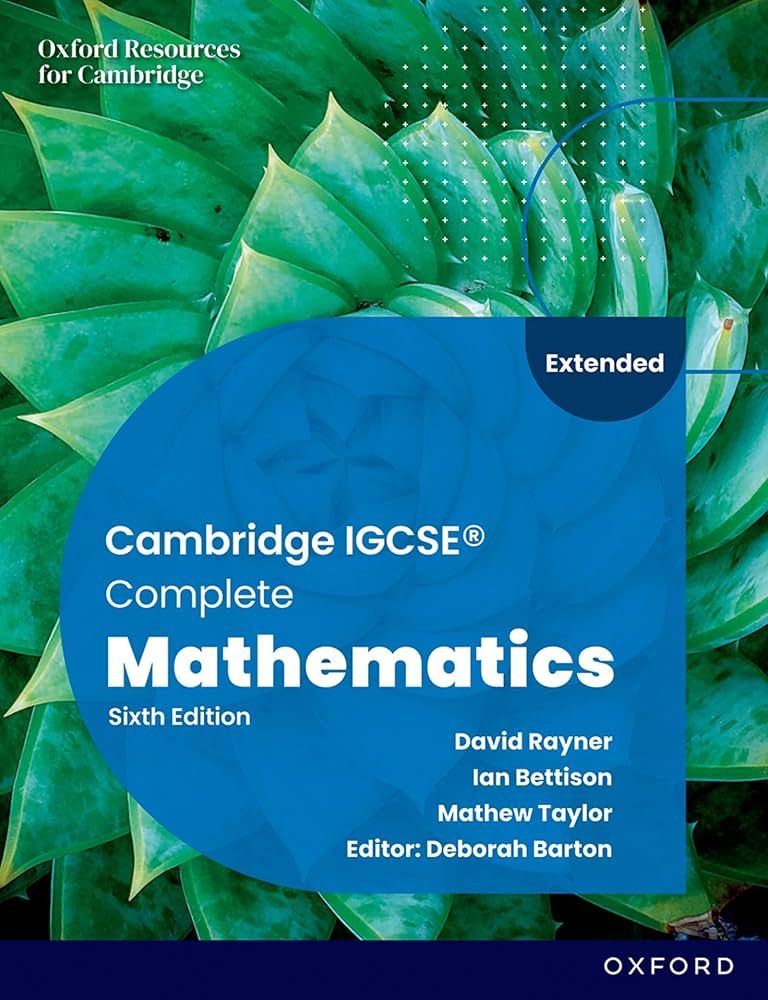 Oxford Resources
for Cambridge
Extended
Cambridge IGCSE®
Complete
Mathematics
Sixth Edition
David Rayner
Ian Bettison
Mathew Taylor
Editor: Deborah Barton
OXFORD